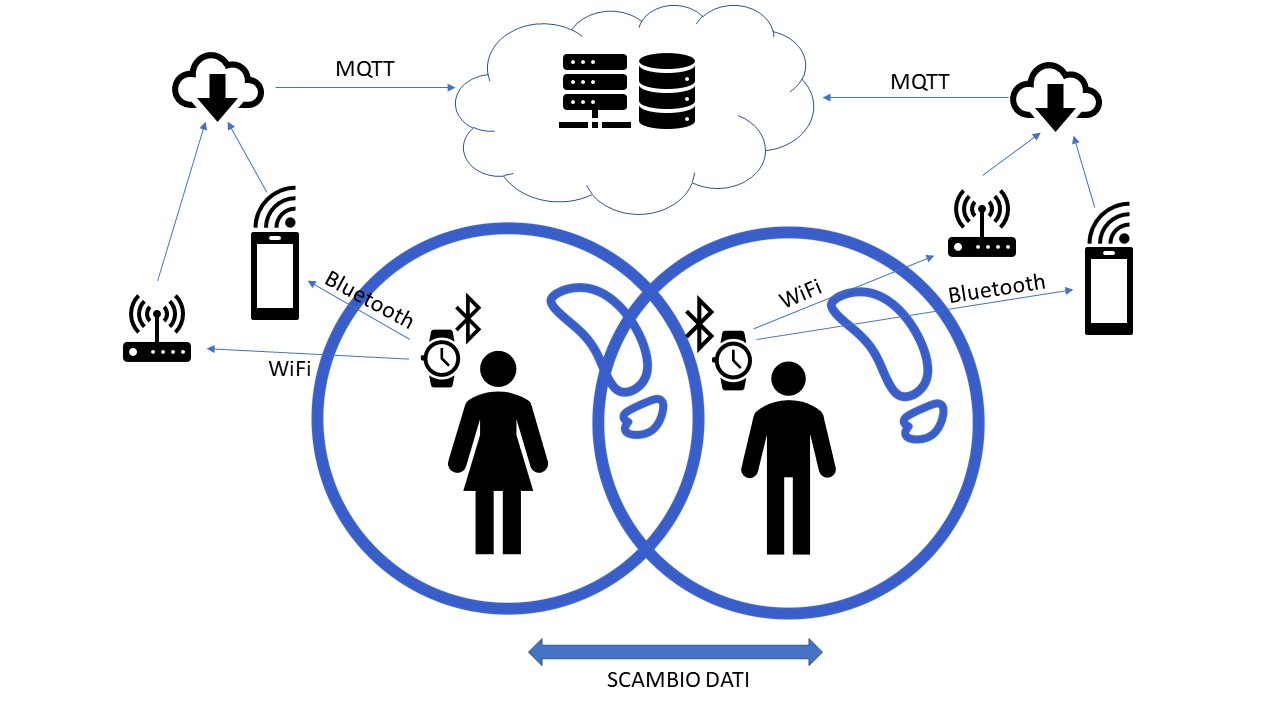 MQTT
MQTT
Bluetooth
WiFi
WiFi
Bluetooth
SCAMBIO DATI